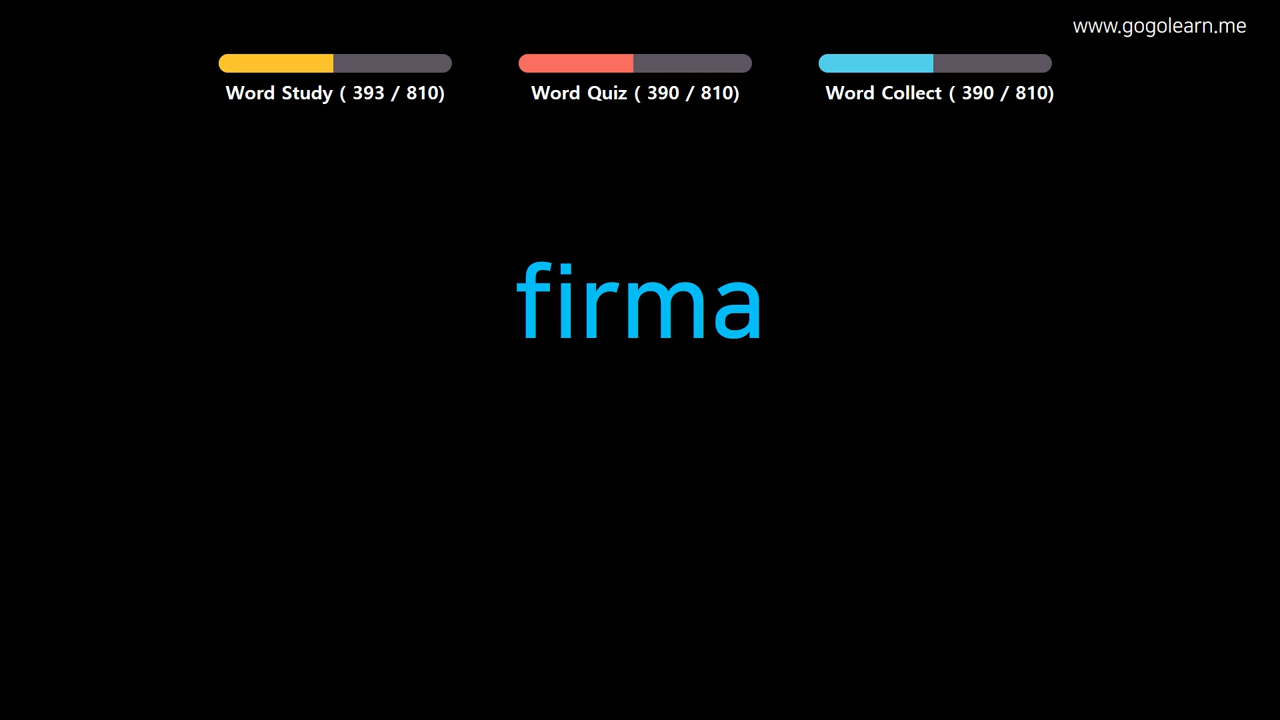 www.gogolearn.me
Word Study ( 393 / 810)
Word Quiz ( 390 / 810)
Word Collect ( 390 / 810)
firma